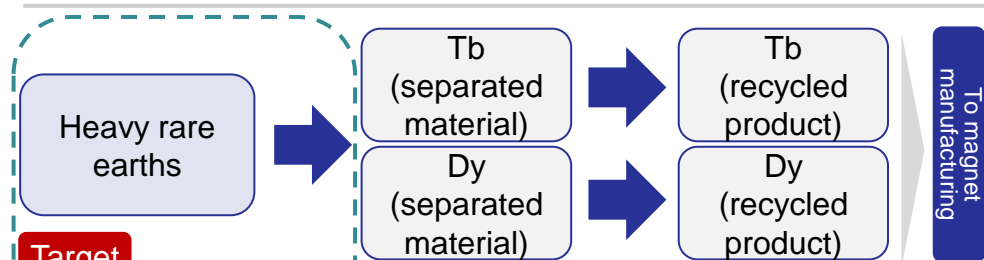 Heavy rare
earths
Tb
(separated
material)
Tb
(recycled
product)
Dy
(separated
material)
Dy
(recycled
product)
To magnet
manufacturing
Target